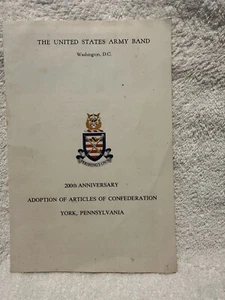 THE UNITED STATES ARMY BAND
Washington, D.C.
200th ANNIVERSARY
ADOPTION OF ARTICLES OF CONFEDERATION
YORK, PENNSYLVANIA